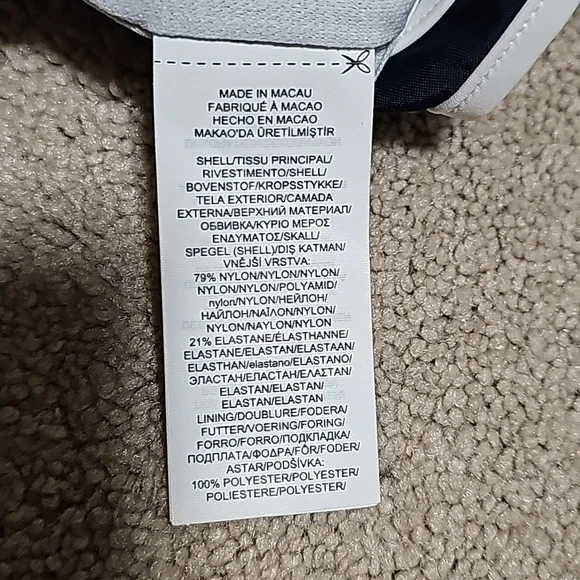 MADE IN MACAU
FABRIQUÉ À MACAO
HECHO EN MACAO
MAKAO'DA ÜRETİLMİŞTİR
SHELL/TISSU PRINCIPAL/
RIVESTIMENTO/SHELL/
BOVENSTOF/KROPSSTYKKE/
TELA EXTERIOR/CAMADA
EXTERNA/ВЕРХНИЙ МАТЕРИАЛ/
ОБВИВКА/ΚΥΡΙΟ ΜΕΡΟΣ
ΕΝΔΥΜΑΤΟΣ/SKALL/
SPEGEL (SHELL)/DIŞ KATMAN/
VNĚJŠÍ VRSTVA:
79% NYLON/NYLON/NYLON/
NYLON/NYLON/POLYAMID/
nylon/NYLON/НЕЙЛОН/
НАЙЛОН/ΝΑΪΛΟΝ/NYLON/
NYLON/NAYLON/NYLON
21% ELASTANE/ÉLASTHANNE/
ELASTANE/ELASTAN/ELASTAAN/
ELASTHAN/elastano/ELASTANO/
ЭЛАСТАН/ЕЛАСТАН/ΕΛΑΣΤΑΝ/
ELASTAN/ELASTAN/
ELASTAN/ELASTAN
LINING/DOUBLURE/FODERA/
FUTTER/VOERING/FORING/
FORRO/FORRO/ПОДКЛАДКА/
ПОДПЛАТА/ΦΟΔΡΑ/FÔR/FODER/
ASTAR/PODŠÍVKA:
100% POLYESTER/POLYESTER/
POLIESTERE/POLYESTER/